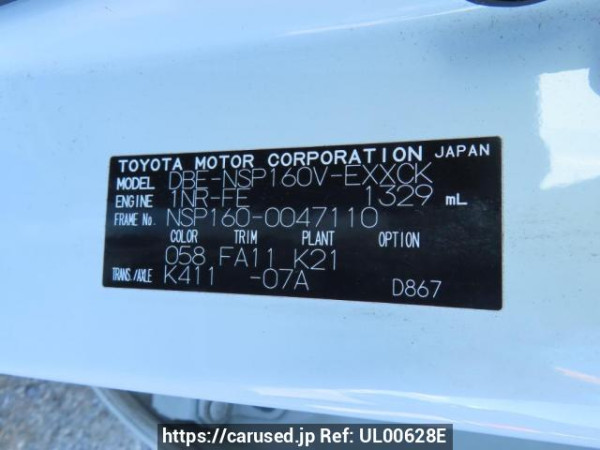 TOYOTA MOTOR CORPORATION JAPAN
MODEL DBE-NSP160V-EXXCK
ENGINE 1NR-FE 1329 mL
FRAME No. NSP160-0047110
COLOR TRIM PLANT OPTION
058 FA11 K21
TRANS./AXLE K411 -07A D867
https://carused.jp Ref: UL00628E